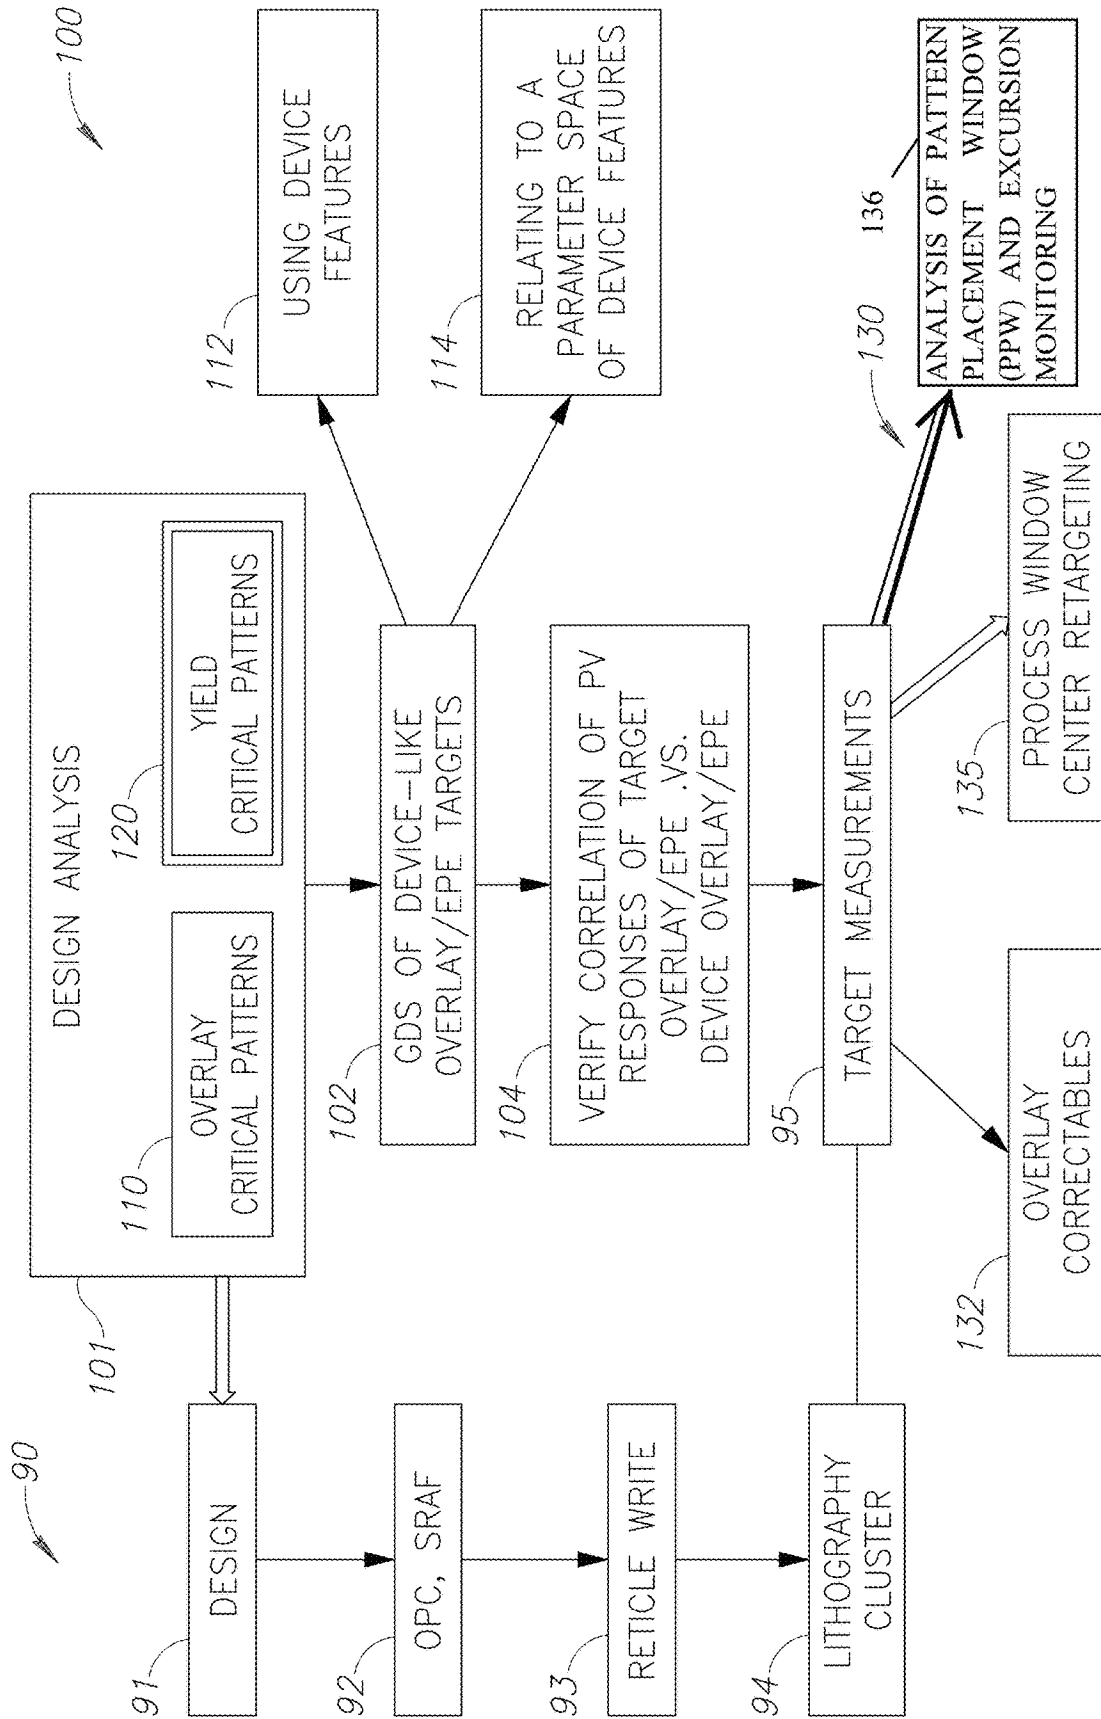 90
100
101
DESIGN ANALYSIS
110
OVERLAY
CRITICAL PATTERNS
120
YIELD
CRITICAL PATTERNS
91
DESIGN
92
OPC, SRAF
93
RETICLE WRITE
94
LITHOGRAPHY
CLUSTER
102
GDS OF DEVICE-LIKE
OVERLAY/EPE TARGETS
104
VERIFY CORRELATION OF PV
RESPONSES OF TARGET
OVERLAY/EPE .VS.
DEVICE OVERLAY/EPE
95
TARGET MEASUREMENTS
112
USING DEVICE
FEATURES
114
RELATING TO A
PARAMETER SPACE
OF DEVICE FEATURES
130
132
OVERLAY
CORRECTABLES
135
PROCESS WINDOW
CENTER RETARGETING
136
ANALYSIS OF PATTERN
PLACEMENT WINDOW
(PPW) AND EXCURSION
MONITORING